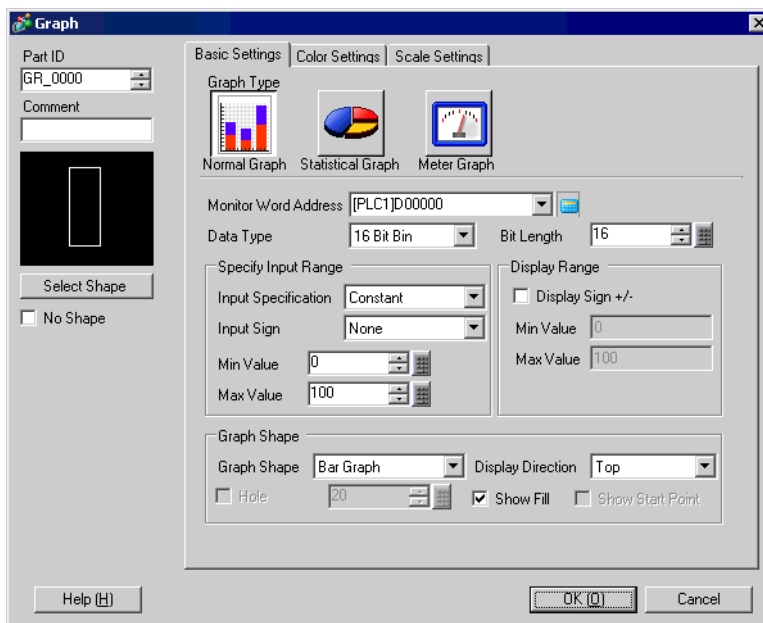 Graph
Part ID
GR_0000
Comment
Select Shape
No Shape
Basic Settings Color Settings Scale Settings
Graph Type
Normal Graph Statistical Graph Meter Graph
Monitor Word Address [PLC1]D00000
Data Type 16 Bit Bin Bit Length 16
Specify Input Range
Input Specification Constant
Input Sign None
Min Value 0
Max Value 100
Display Range
Display Sign +/-
Min Value 0
Max Value 100
Graph Shape
Graph Shape Bar Graph Display Direction Top
Hole 20 Show Fill Show Start Point
Help (H) OK (O) Cancel